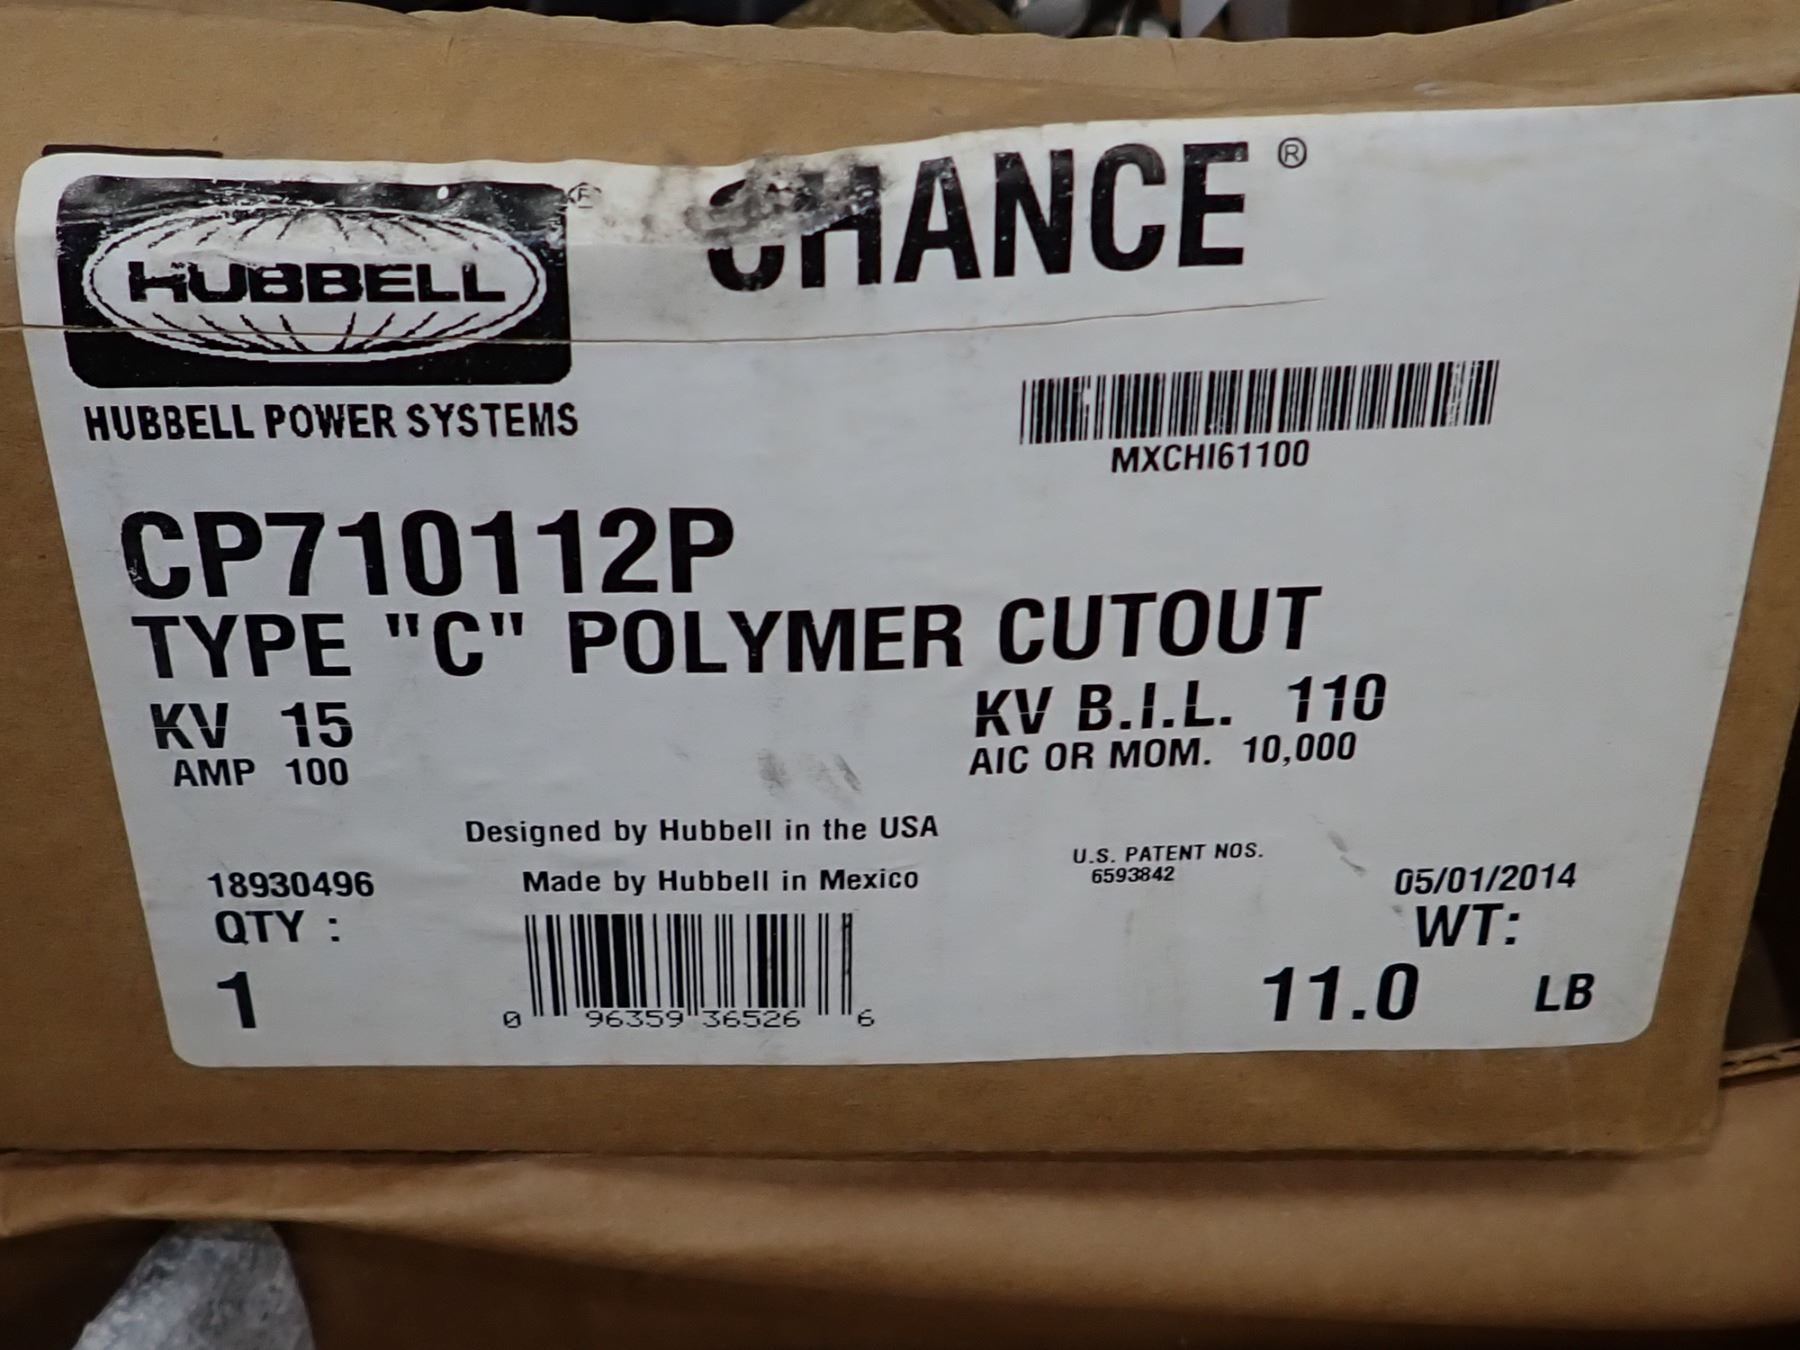 HUBBELL ®
CHANCE ®
HUBBELL POWER SYSTEMS
MXCHI61100
CP710112P
TYPE "C" POLYMER CUTOUT
KV 15 KV B.I.L. 110
AMP 100 AIC OR MOM. 10,000
Designed by Hubbell in the USA
Made by Hubbell in Mexico
U.S. PATENT NOS.
6593842
18930496
QTY :
1
0 96359 36526 6
05/01/2014
WT:
11.0 LB